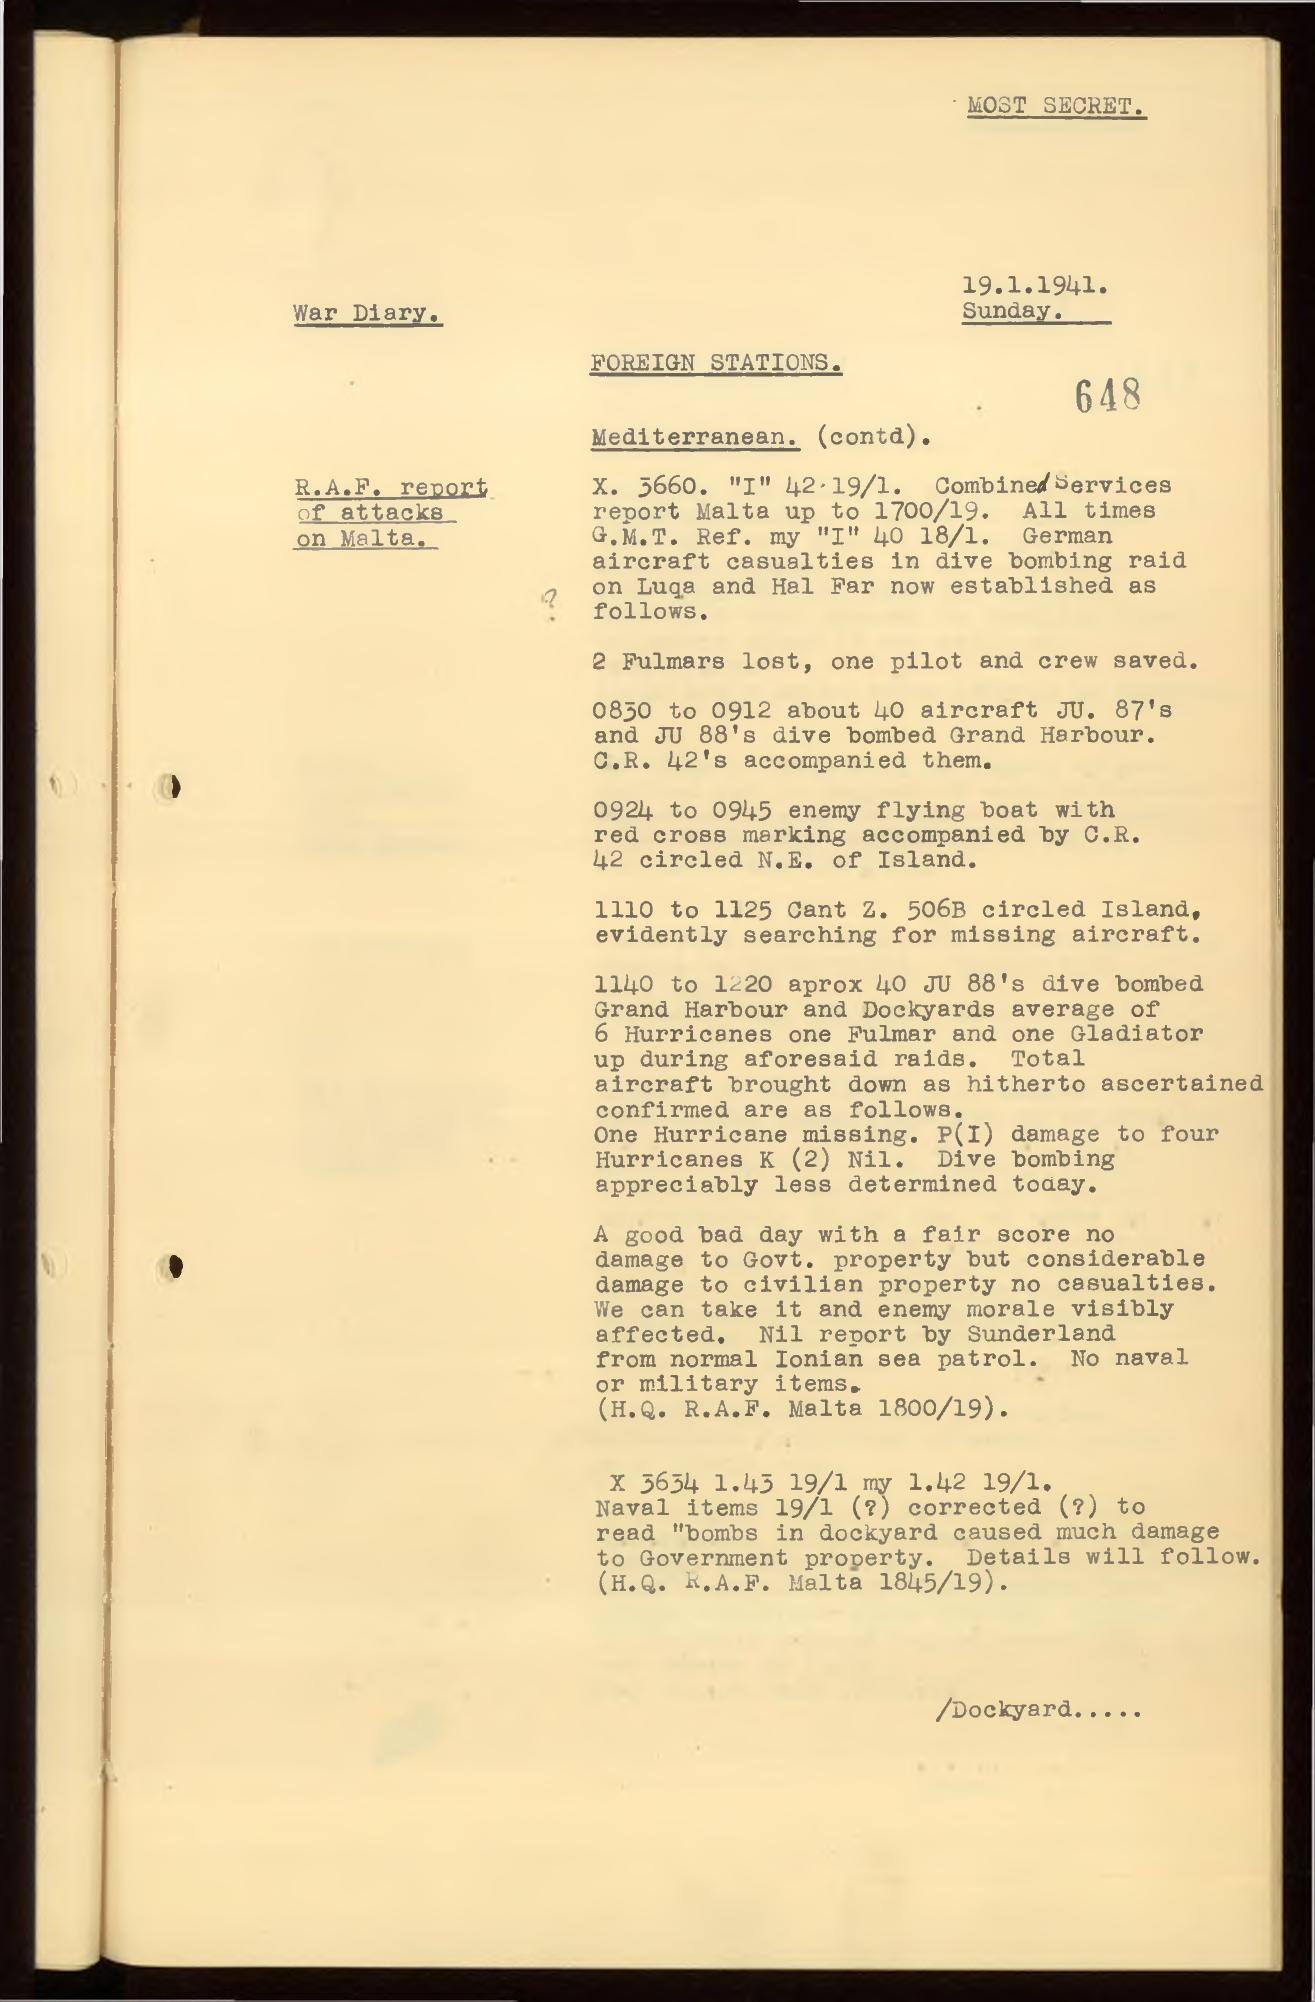 MOST SECRET.
19.1.1941.
War Diary.
Sunday.
FOREIGN STATIONS.
648
Mediterranean. (contd).
R.A.F. report
of attacks
on Malta.
X. 3660. "I" 42·19/1. Combined Services
report Malta up to 1700/19. All times
G.M.T. Ref. my "I" 40 18/1. German
aircraft casualties in dive bombing raid
on Luqa and Hal Far now established as
?
follows.
2 Fulmars lost, one pilot and crew saved.
0830 to 0912 about 40 aircraft JU. 87's
and JU 88's dive bombed Grand Harbour.
C.R. 42's accompanied them.
0924 to 0945 enemy flying boat with
red cross marking accompanied by C.R.
42 circled N.E. of Island.
1110 to 1125 Cant Z. 506B circled Island,
evidently searching for missing aircraft.
1140 to 1220 aprox 40 JU 88's dive bombed
Grand Harbour and Dockyards average of
6 Hurricanes one Fulmar and one Gladiator
up during aforesaid raids. Total
aircraft brought down as hitherto ascertained
confirmed are as follows.
One Hurricane missing. P(I) damage to four
Hurricanes K (2) Nil. Dive bombing
appreciably less determined today.
A good bad day with a fair score no
damage to Govt. property but considerable
damage to civilian property no casualties.
We can take it and enemy morale visibly
affected. Nil report by Sunderland
from normal Ionian sea patrol. No naval
or military items.
(H.Q. R.A.F. Malta 1800/19).
X 3634 1.43 19/1 my 1.42 19/1.
Naval items 19/1 (?) corrected (?) to
read "bombs in dockyard caused much damage
to Government property. Details will follow.
(H.Q. R.A.F. Malta 1845/19).
/Dockyard.....